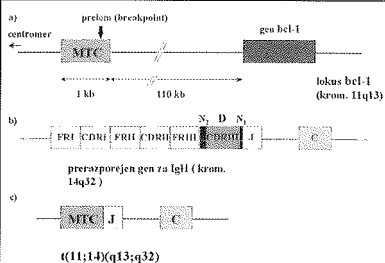 a)
prelom (breakpoint)
gen bcl-1
centromer
MTC
1 kb
110 kb
lokus bcl-1
(krom. 11q13)
b)
N2 D N1
FRI CDRI FRII CDRII FRIII CDRIII J C
prerazporejen gen za IgH ( krom.
14q32)
c)
MTC J C
t(11;14)(q13;q32)